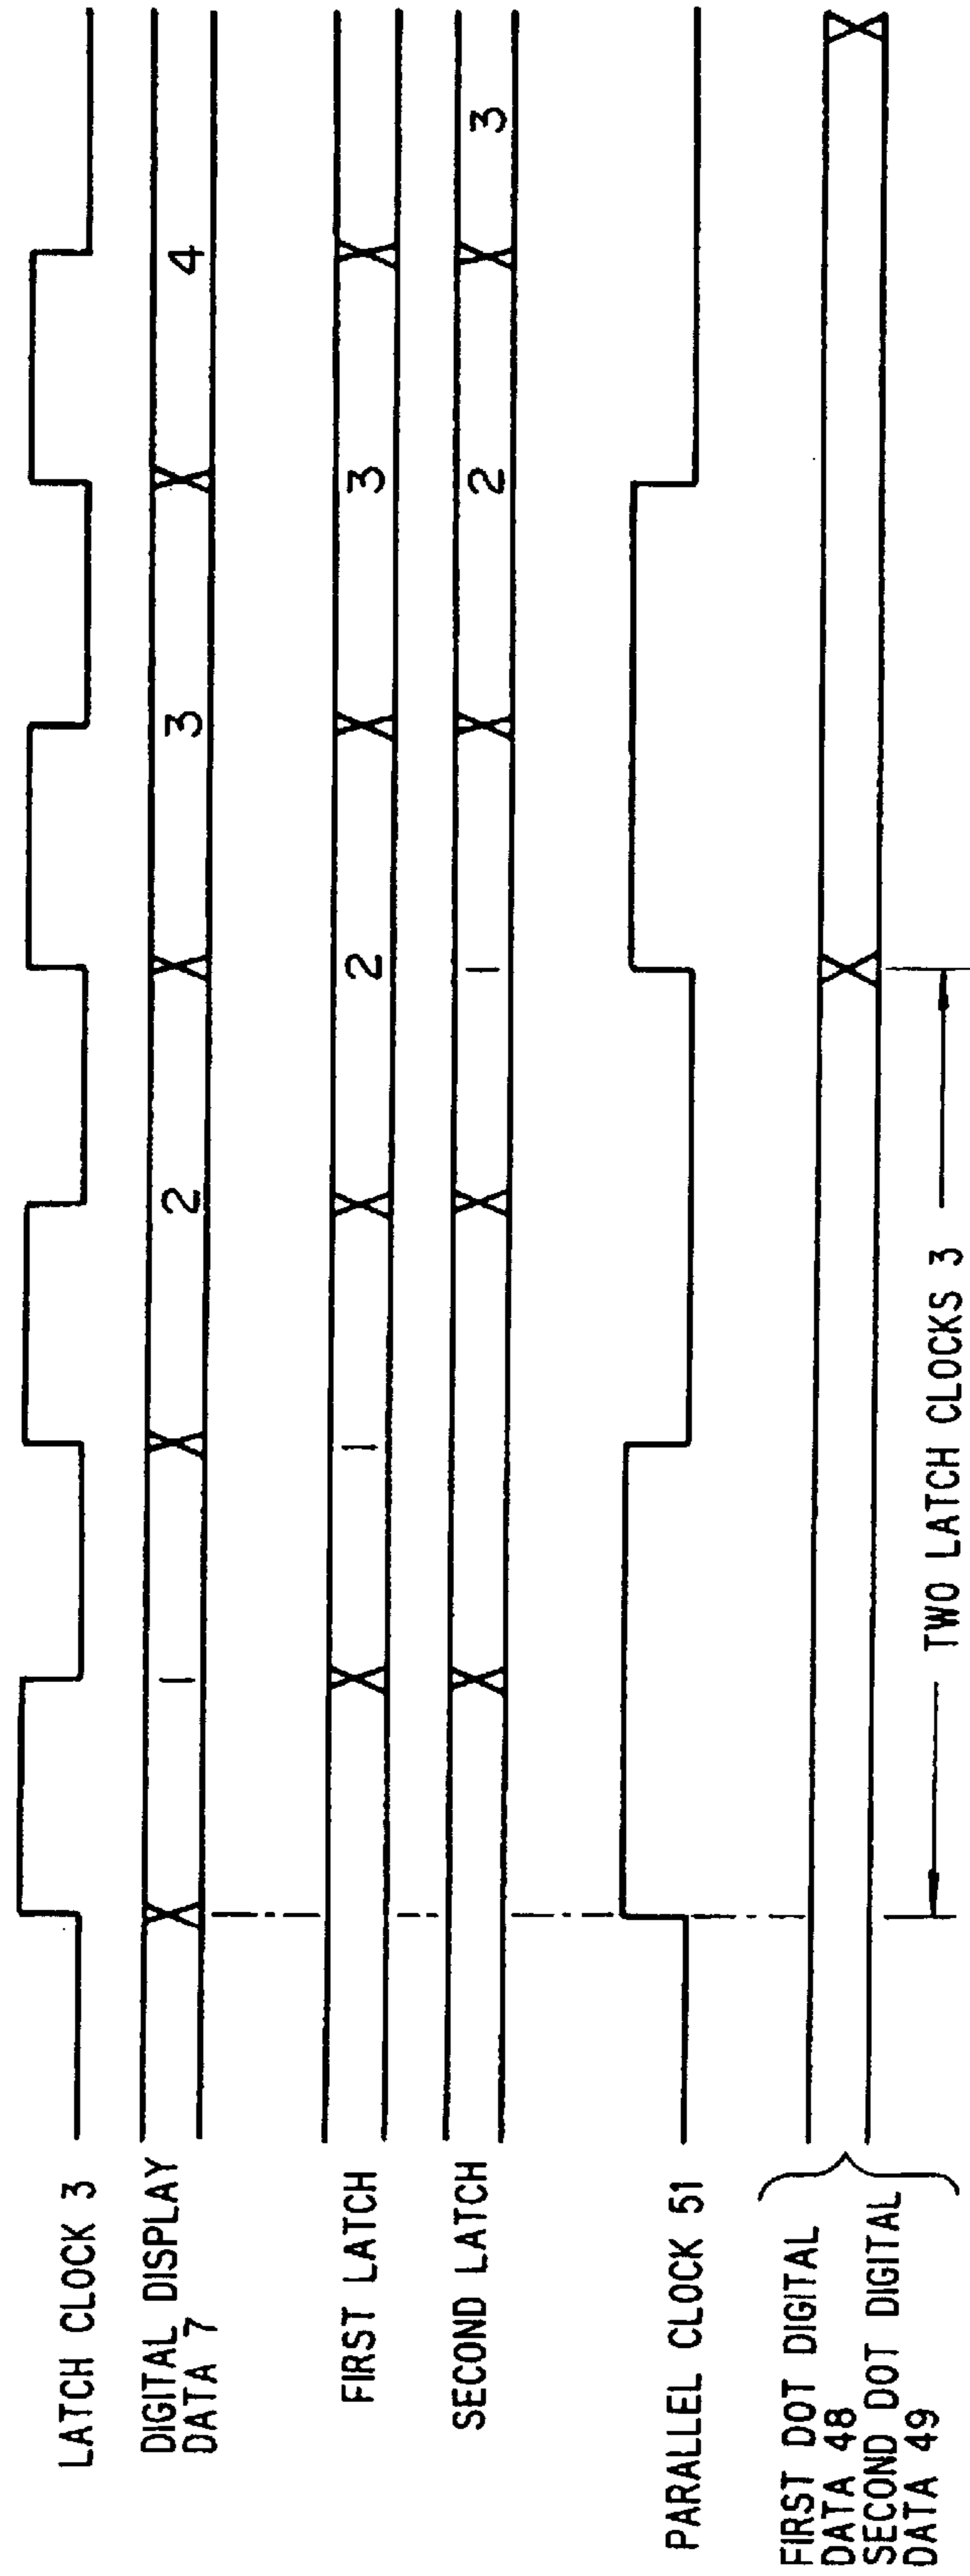 LATCH CLOCK 3
DIGITAL DISPLAY
DATA 7
1 2 3 4
FIRST LATCH
1 2 3
SECOND LATCH
1 2 3
PARALLEL CLOCK 51
FIRST DOT DIGITAL
DATA 48
SECOND DOT DIGITAL
DATA 49
TWO LATCH CLOCKS 3